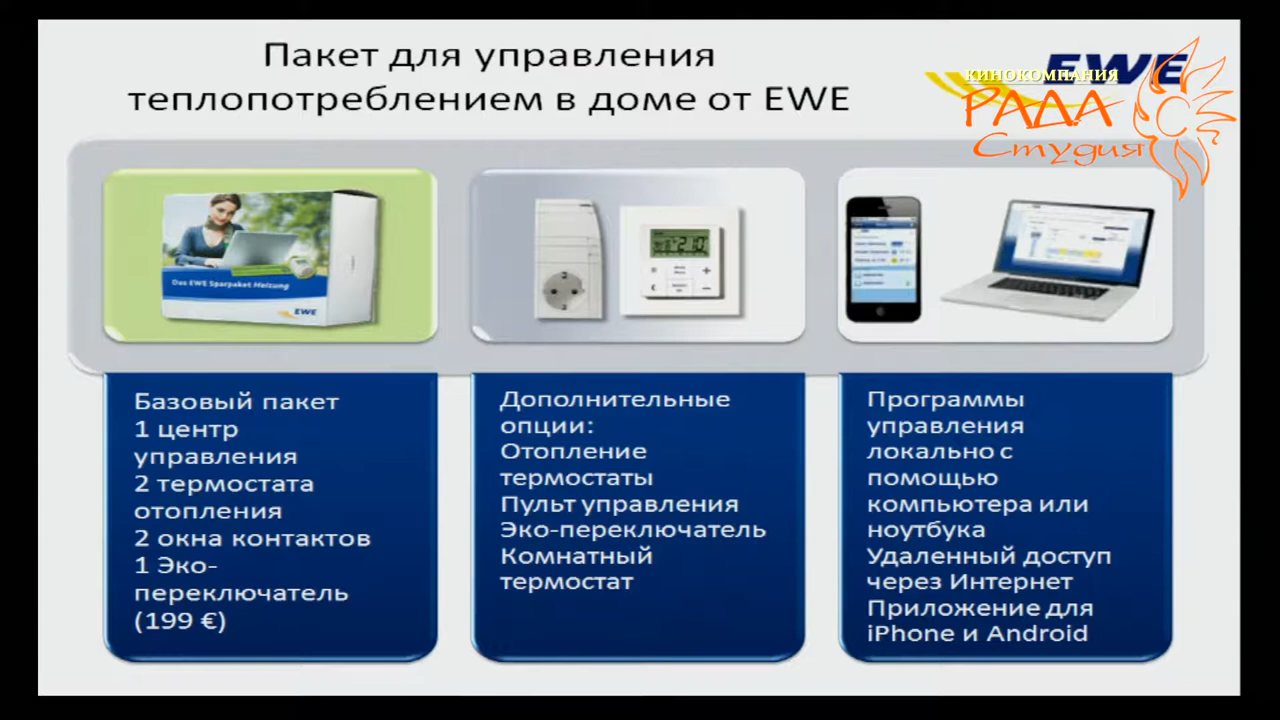 Пакет для управления
теплопотреблением в доме от EWE
EWE
КИНОКОМПАНИЯ
РАДА
Студия
Das EWE Sparpaket Heizung
EWE
Базовый пакет
1 центр
управления
2 термостата
отопления
2 окна контактов
1 Эко-
переключатель
(199 €)
Дополнительные
опции:
Отопление
термостаты
Пульт управления
Эко-переключатель
Комнатный
термостат
Программы
управления
локально с
помощью
компьютера или
ноутбука
Удаленный доступ
через Интернет
Приложение для
iPhone и Android